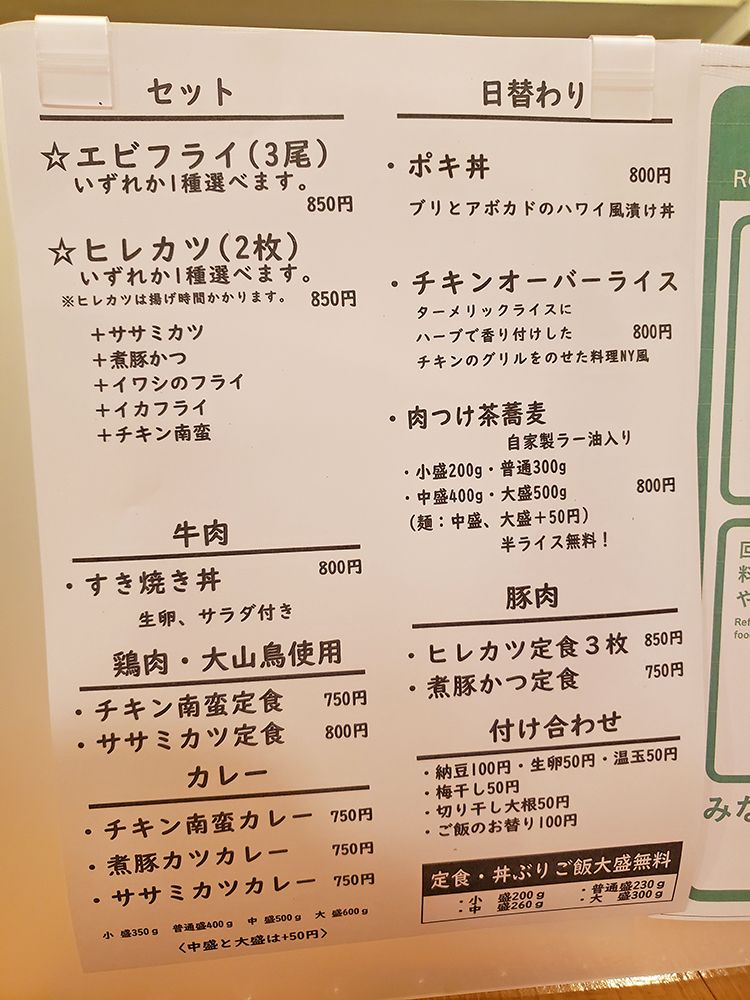 セット
☆エビフライ(3尾)
いずれか1種選べます。
850円
☆ヒレカツ(2枚)
いずれか1種選べます。
※ヒレカツは揚げ時間かかります。 850円
+ササミカツ
+煮豚かつ
+イワシのフライ
+イカフライ
+チキン南蛮
牛肉
・すき焼き丼 800円
生卵、サラダ付き
鶏肉・大山鳥使用
・チキン南蛮定食 750円
・ササミカツ定食 800円
カレー
・チキン南蛮カレー 750円
・煮豚カツカレー 750円
・ササミカツカレー 750円
小 盛350g 普通盛400g 中 盛500g 大 盛600g
〈中盛と大盛は+50円〉
日替わり
・ポキ丼 800円
ブリとアボカドのハワイ風漬け丼
・チキンオーバーライス
ターメリックライスに
ハーブで香り付けした 800円
チキンのグリルをのせた料理NY風
・肉つけ茶蕎麦
自家製ラー油入り
・小盛200g・普通300g
・中盛400g・大盛500g 800円
(麺:中盛、大盛+50円)
半ライス無料!
豚肉
・ヒレカツ定食3枚 850円
・煮豚かつ定食 750円
付け合わせ
・納豆100円・生卵50円・温玉50円
・梅干し50円
・切り干し大根50円
・ご飯のお替り100円
定食・丼ぶりご飯大盛無料
・小 盛200g ・普通盛230g
・中 盛260g ・大 盛300g
R
回
料
や
Ref
foo
みな